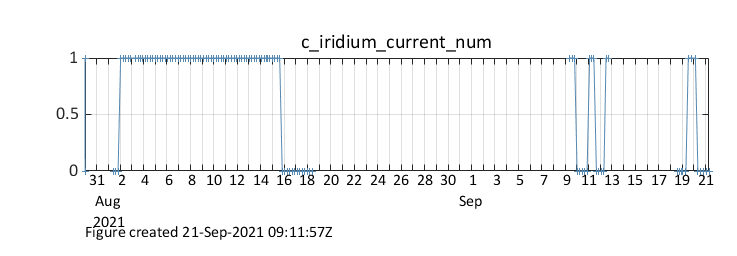 c_iridium_current_num
1
0.5
0
31 2 4 6 8 10 12 14 16 18 20 22 24 26 28 30 1 3 5 7 9 11 13 15 17 19 21
Aug Sep
2021
Figure created 21-Sep-2021 09:11:57Z